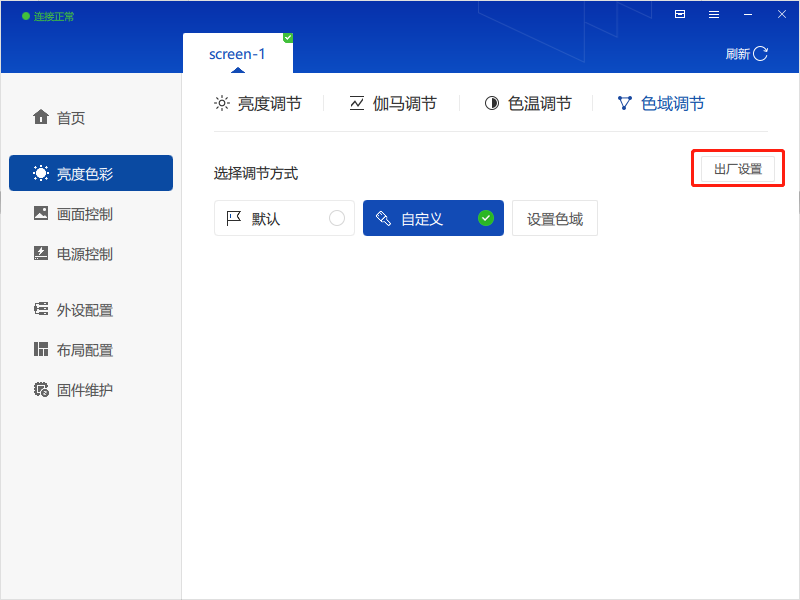 连接正常
screen-1
刷新
首页
亮度色彩
画面控制
电源控制
外设配置
布局配置
固件维护
亮度调节 伽马调节 色温调节 色域调节
选择调节方式 出厂设置
默认 自定义 设置色域